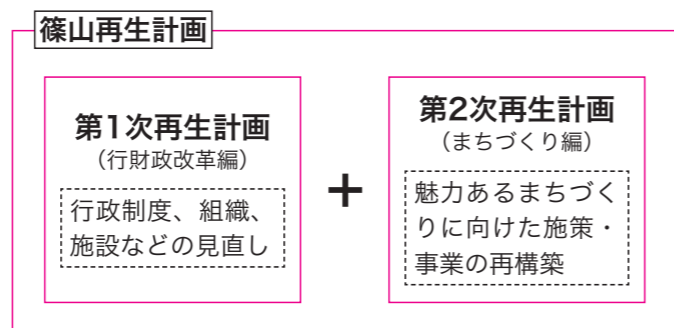 篠山再生計画
第1次再生計画
（行財政改革編）
行政制度、組織、
施設などの見直し
＋
第2次再生計画
（まちづくり編）
魅力あるまちづく
りに向けた施策・
事業の再構築